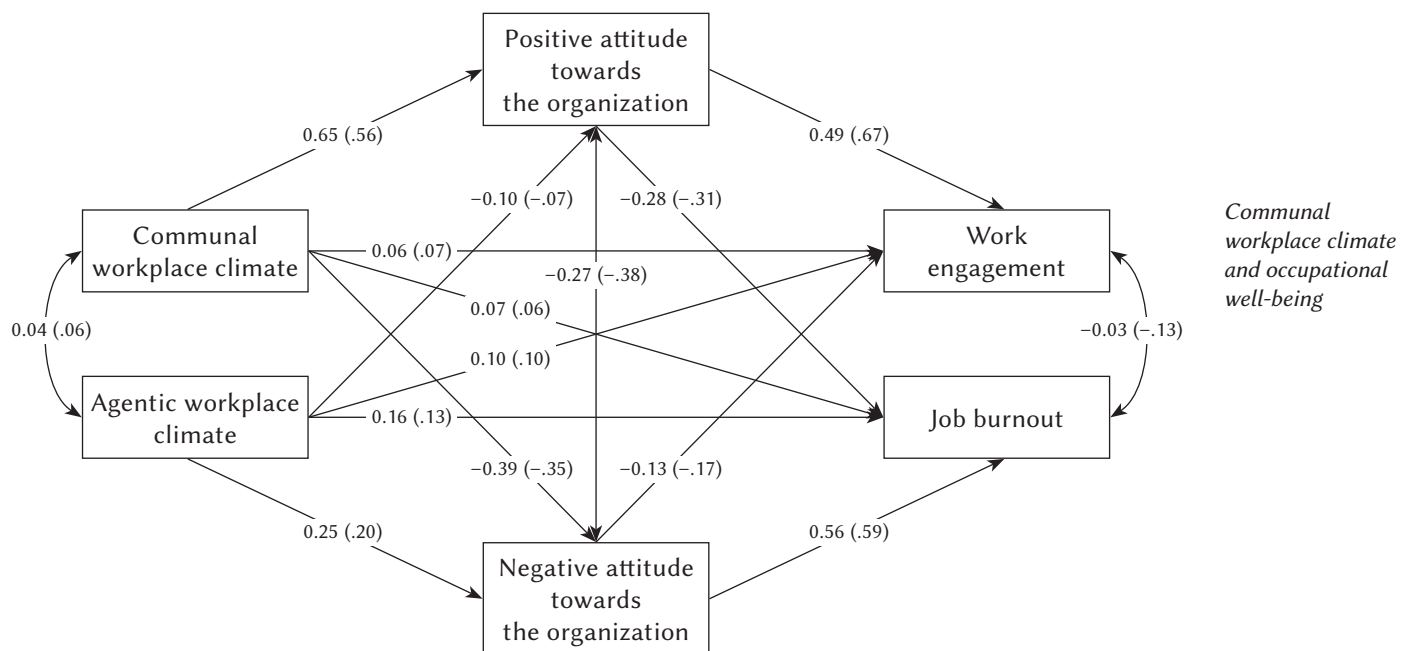 Positive attitude
towards
the organization
0.65 (.56)
0.49 (.67)
−0.10 (−.07)
−0.28 (−.31)
Communal
workplace climate
Work
engagement
Communal
workplace climate
and occupational
well-being
0.06 (.07)
−0.27 (−.38)
0.07 (.06)
0.04 (.06)
−0.03 (−.13)
0.10 (.10)
Agentic workplace
climate
0.16 (.13)
Job burnout
−0.39 (−.35)
−0.13 (−.17)
0.25 (.20)
0.56 (.59)
Negative attitude
towards
the organization